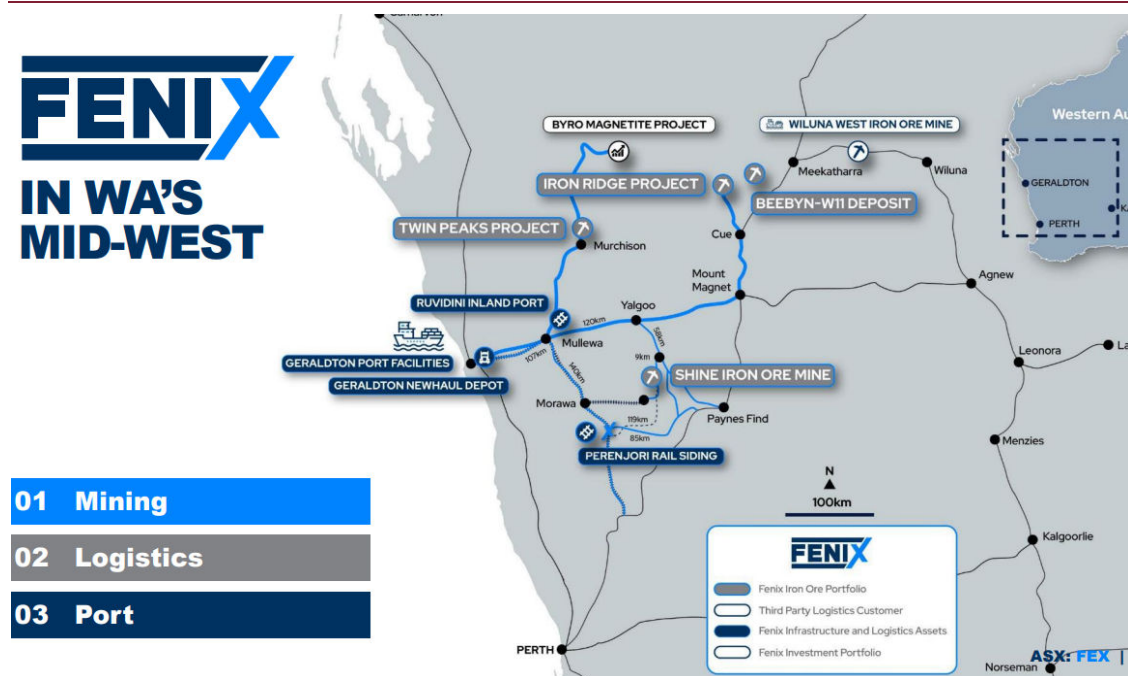 FENIX
IN WA'S
MID-WEST
01 Mining
02 Logistics
03 Port
BYRO MAGNETITE PROJECT
WILUNA WEST IRON ORE MINE
Western Au
IRON RIDGE PROJECT
Meekatharra
Wiluna
GERALDTON
BEEBYN-W11 DEPOSIT
PERTH
TWIN PEAKS PROJECT
Murchison
Cue
Mount
Magnet
Agnew
RUVIDINI INLAND PORT
Yalgoo
120km
Mullewa
58km
107km
GERALDTON PORT FACILITIES
9km
Leonora
La
GERALDTON NEWHAUL DEPOT
140km
SHINE IRON ORE MINE
Morawa
119km
Paynes Find
85km
Menzies
PERENJORI RAIL SIDING
N
100km
Kalgoorlie
FENIX
Fenix Iron Ore Portfolio
Third Party Logistics Customer
Fenix Infrastructure and Logistics Assets
Fenix Investment Portfolio
PERTH
ASX: FEX |
Norseman